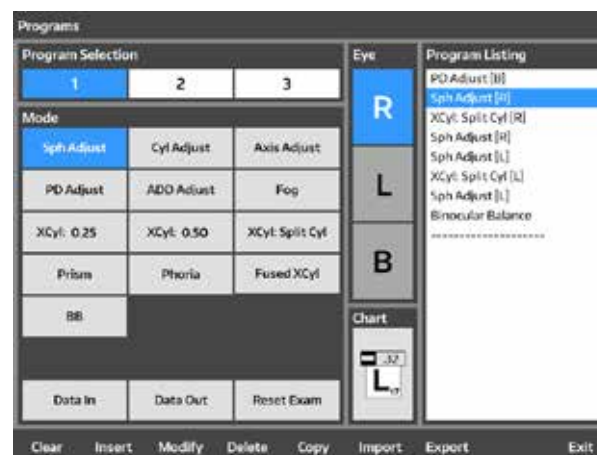 Programs
Program Selection
1 2 3
Mode
Sph Adjust Cyl Adjust Axis Adjust
PD Adjust ADO Adjust Fog
XCyl: 0.25 XCyl: 0.50 XCyl: Split Cyl
Prism Phoria Fused XCyl
BB
Data In Data Out Reset Exam
Eye
R
L
B
Chart
.32
L
Program Listing
PD Adjust [B]
Sph Adjust [R]
XCyl: Split Cyl [R]
Sph Adjust [R]
Sph Adjust [L]
XCyl: Split Cyl [L]
Sph Adjust [L]
Binocular Balance
--------------------
Clear Insert Modify Delete Copy Import Export Exit